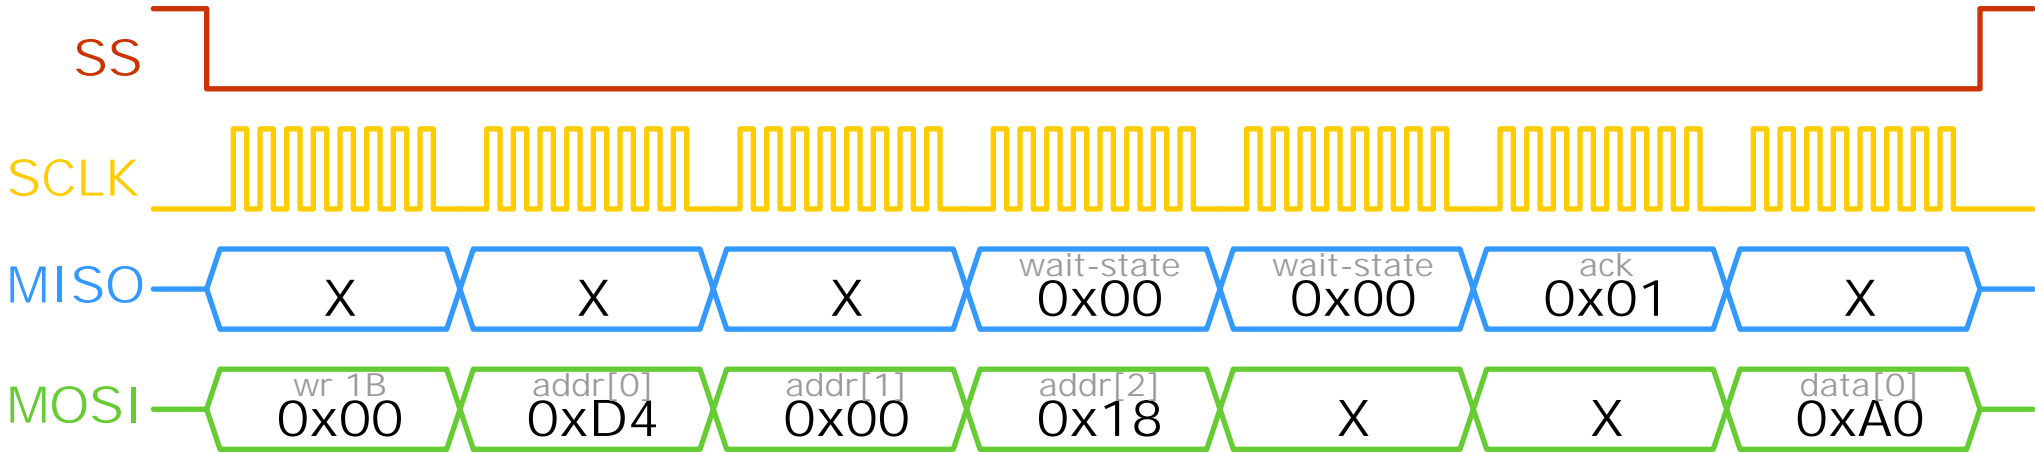 SS
SCLK
MISO
X
X
X
wait-state
0x00
wait-state
0x00
ack
0x01
X
MOSI
wr 1B
0x00
addr[0]
0xD4
addr[1]
0x00
addr[2]
0x18
X
X
data[0]
0xA0